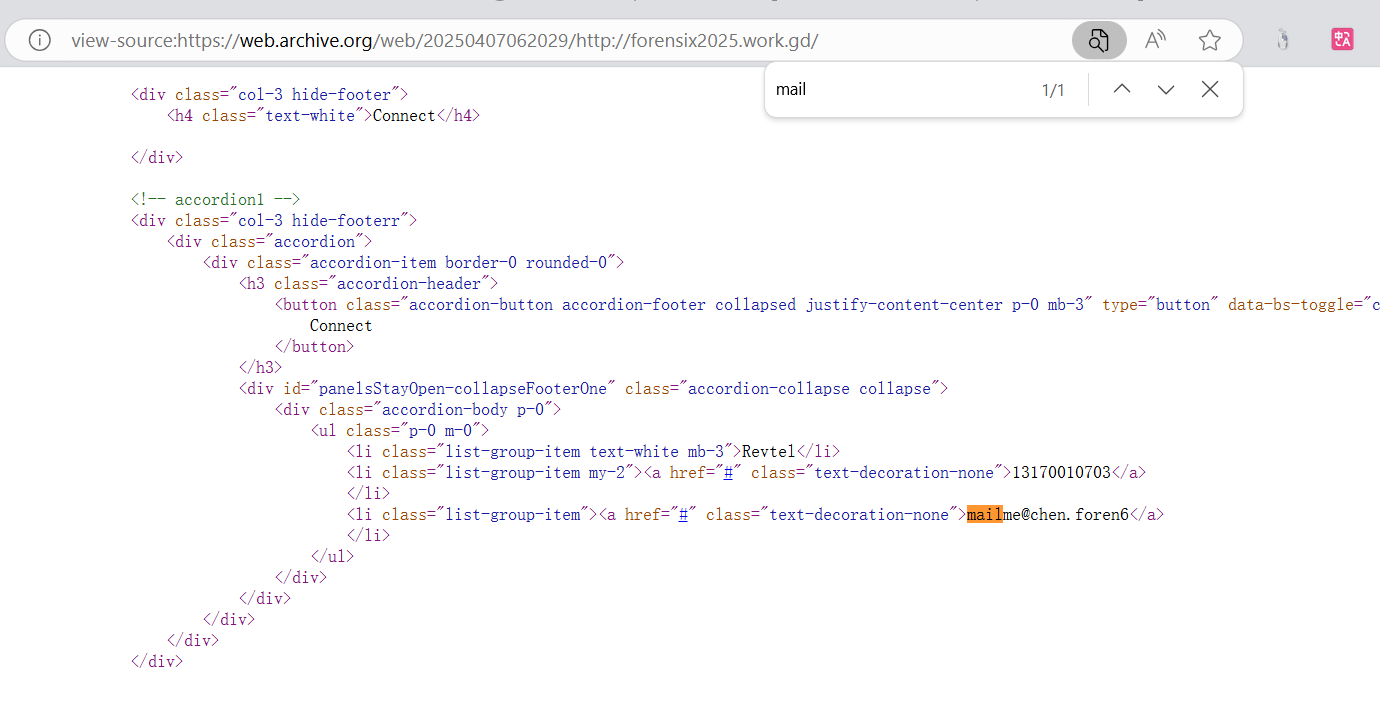 view-source:https://web.archive.org/web/20250407062029/http://forensix2025.work.gd/
mail 1/1
<div class="col-3 hide-footer">
<h4 class="text-white">Connect</h4>
</div>
<!-- accordion1 -->
<div class="col-3 hide-footerr">
<div class="accordion">
<div class="accordion-item border-0 rounded-0">
<h3 class="accordion-header">
<button class="accordion-button accordion-footer collapsed justify-content-center p-0 mb-3" type="button" data-bs-toggle="c
Connect
</button>
</h3>
<div id="panelsStayOpen-collapseFooterOne" class="accordion-collapse collapse">
<div class="accordion-body p-0">
<ul class="p-0 m-0">
<li class="list-group-item text-white mb-3">Revtel</li>
<li class="list-group-item my-2"><a href="#" class="text-decoration-none">13170010703</a>
</li>
<li class="list-group-item"><a href="#" class="text-decoration-none">mailme@chen.foren6</a>
</li>
</ul>
</div>
</div>
</div>
</div>
</div>